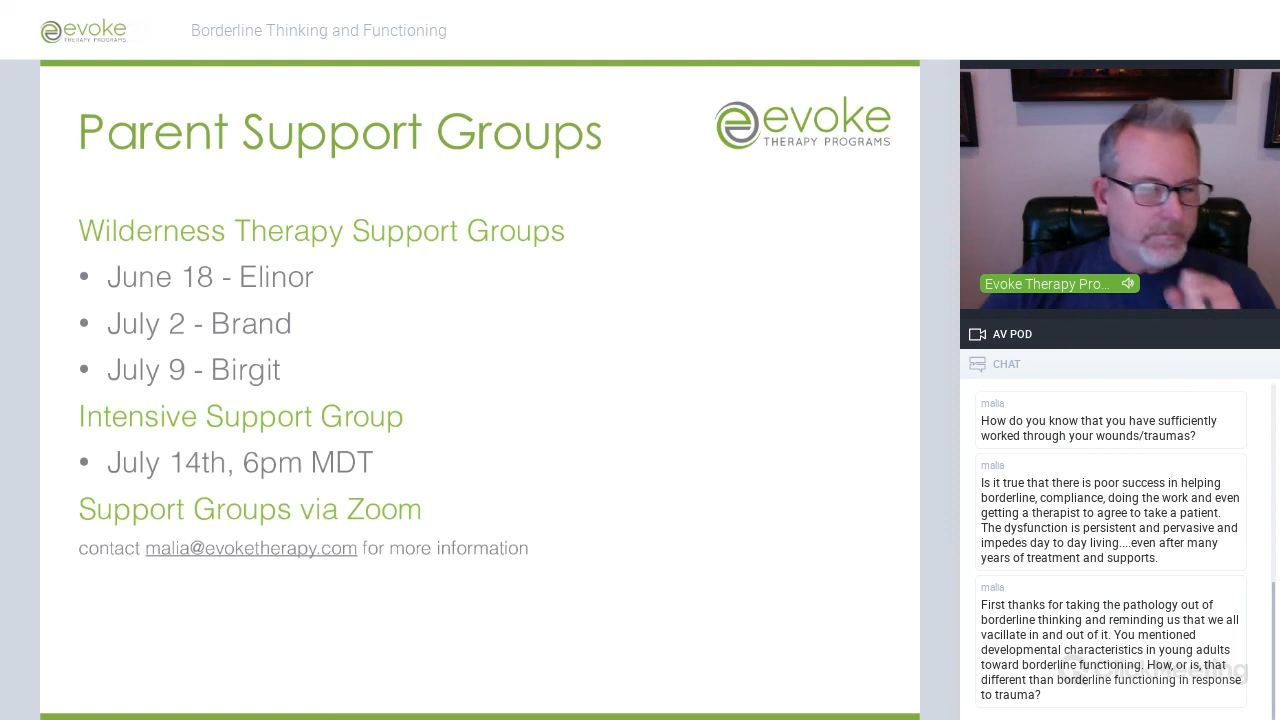 evoke
THERAPY PROGRAMS
Borderline Thinking and Functioning
Parent Support Groups
evoke
THERAPY PROGRAMS
Wilderness Therapy Support Groups
• June 18 - Elinor
• July 2 - Brand
• July 9 - Birgit
Intensive Support Group
• July 14th, 6pm MDT
Support Groups via Zoom
contact malia@evoketherapy.com for more information
Evoke Therapy Pro...
AV POD
CHAT
malia
How do you know that you have sufficiently
worked through your wounds/traumas?
malia
Is it true that there is poor success in helping
borderline, compliance, doing the work and even
getting a therapist to agree to take a patient.
The dysfunction is persistent and pervasive and
impedes day to day living....even after many
years of treatment and supports.
malia
First thanks for taking the pathology out of
borderline thinking and reminding us that we all
vacillate in and out of it. You mentioned
developmental characteristics in young adults
toward borderline functioning. How, or is, that
different than borderline functioning in response
to trauma?
ClickMeeting